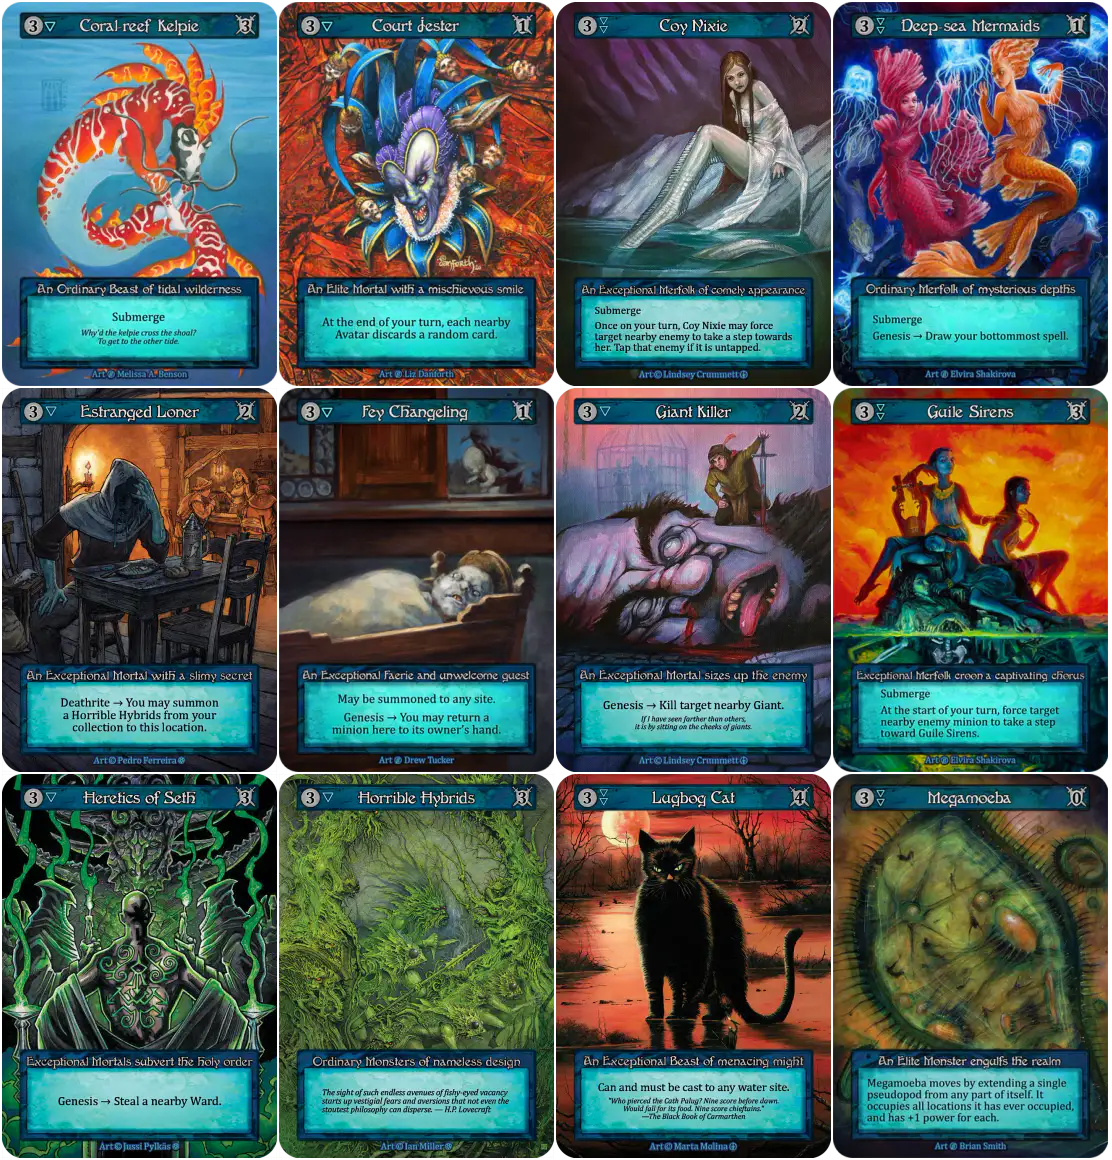 3 Coral-reef Kelpie 3
An Ordinary Beast of tidal wilderness
Submerge
Why'd the kelpie cross the shoal?
To get to the other tide.
Art Ⓟ Melissa A. Benson
3 Court Jester 1
Danforth
An Elite Mortal with a mischievous smile
At the end of your turn, each nearby
Avatar discards a random card.
Art Ⓟ Liz Danforth
3 Coy Nixie 2
An Exceptional Merfolk of comely appearance
Submerge
Once on your turn, Coy Nixie may force
target nearby enemy to take a step towards
her. Tap that enemy if it is untapped.
Art © Lindsey Crummett
3 Deep-sea Mermaids 1
Ordinary Merfolk of mysterious depths
Submerge
Genesis → Draw your bottommost spell.
Art Ⓟ Elvira Shakirova
3 Estranged Loner 2
An Exceptional Mortal with a slimy secret
Deathrite → You may summon
a Horrible Hybrids from your
collection to this location.
Art © Pedro Ferreira
3 Fey Changeling 1
An Exceptional Faerie and unwelcome guest
May be summoned to any site.
Genesis → You may return a
minion here to its owner's hand.
Art Ⓟ Drew Tucker
3 Giant Killer 2
An Exceptional Mortal sizes up the enemy
Genesis → Kill target nearby Giant.
If I have seen farther than others,
it is by sitting on the cheeks of giants.
Art © Lindsey Crummett
3 Guile Sirens 3
Exceptional Merfolk croon a captivating chorus
Submerge
At the start of your turn, force target
nearby enemy minion to take a step
toward Guile Sirens.
Art Ⓟ Elvira Shakirova
3 Heretics of Seth 3
Exceptional Mortals subvert the holy order
Genesis → Steal a nearby Ward.
Art © Jussi Pylkäs
3 Horrible Hybrids 3
Ordinary Monsters of nameless design
The sight of such endless avenues of fishy-eyed vacancy
starts up vestigial fears and aversions that not even the
stoutest philosophy can disperse. — H.P. Lovecraft
Art © Ian Miller
3 Lugbog Cat 4
An Exceptional Beast of menacing might
Can and must be cast to any water site.
"Who pierced the Cath Palug? Nine score before dawn.
Would fall for its food. Nine score chieftains."
—The Black Book of Carmarthen
Art © Marta Molina
3 Megamoeba 0
An Elite Monster engulfs the realm
Megamoeba moves by extending a single
pseudopod from any part of itself. It
occupies all locations it has ever occupied,
and has +1 power for each.
Art Ⓟ Brian Smith